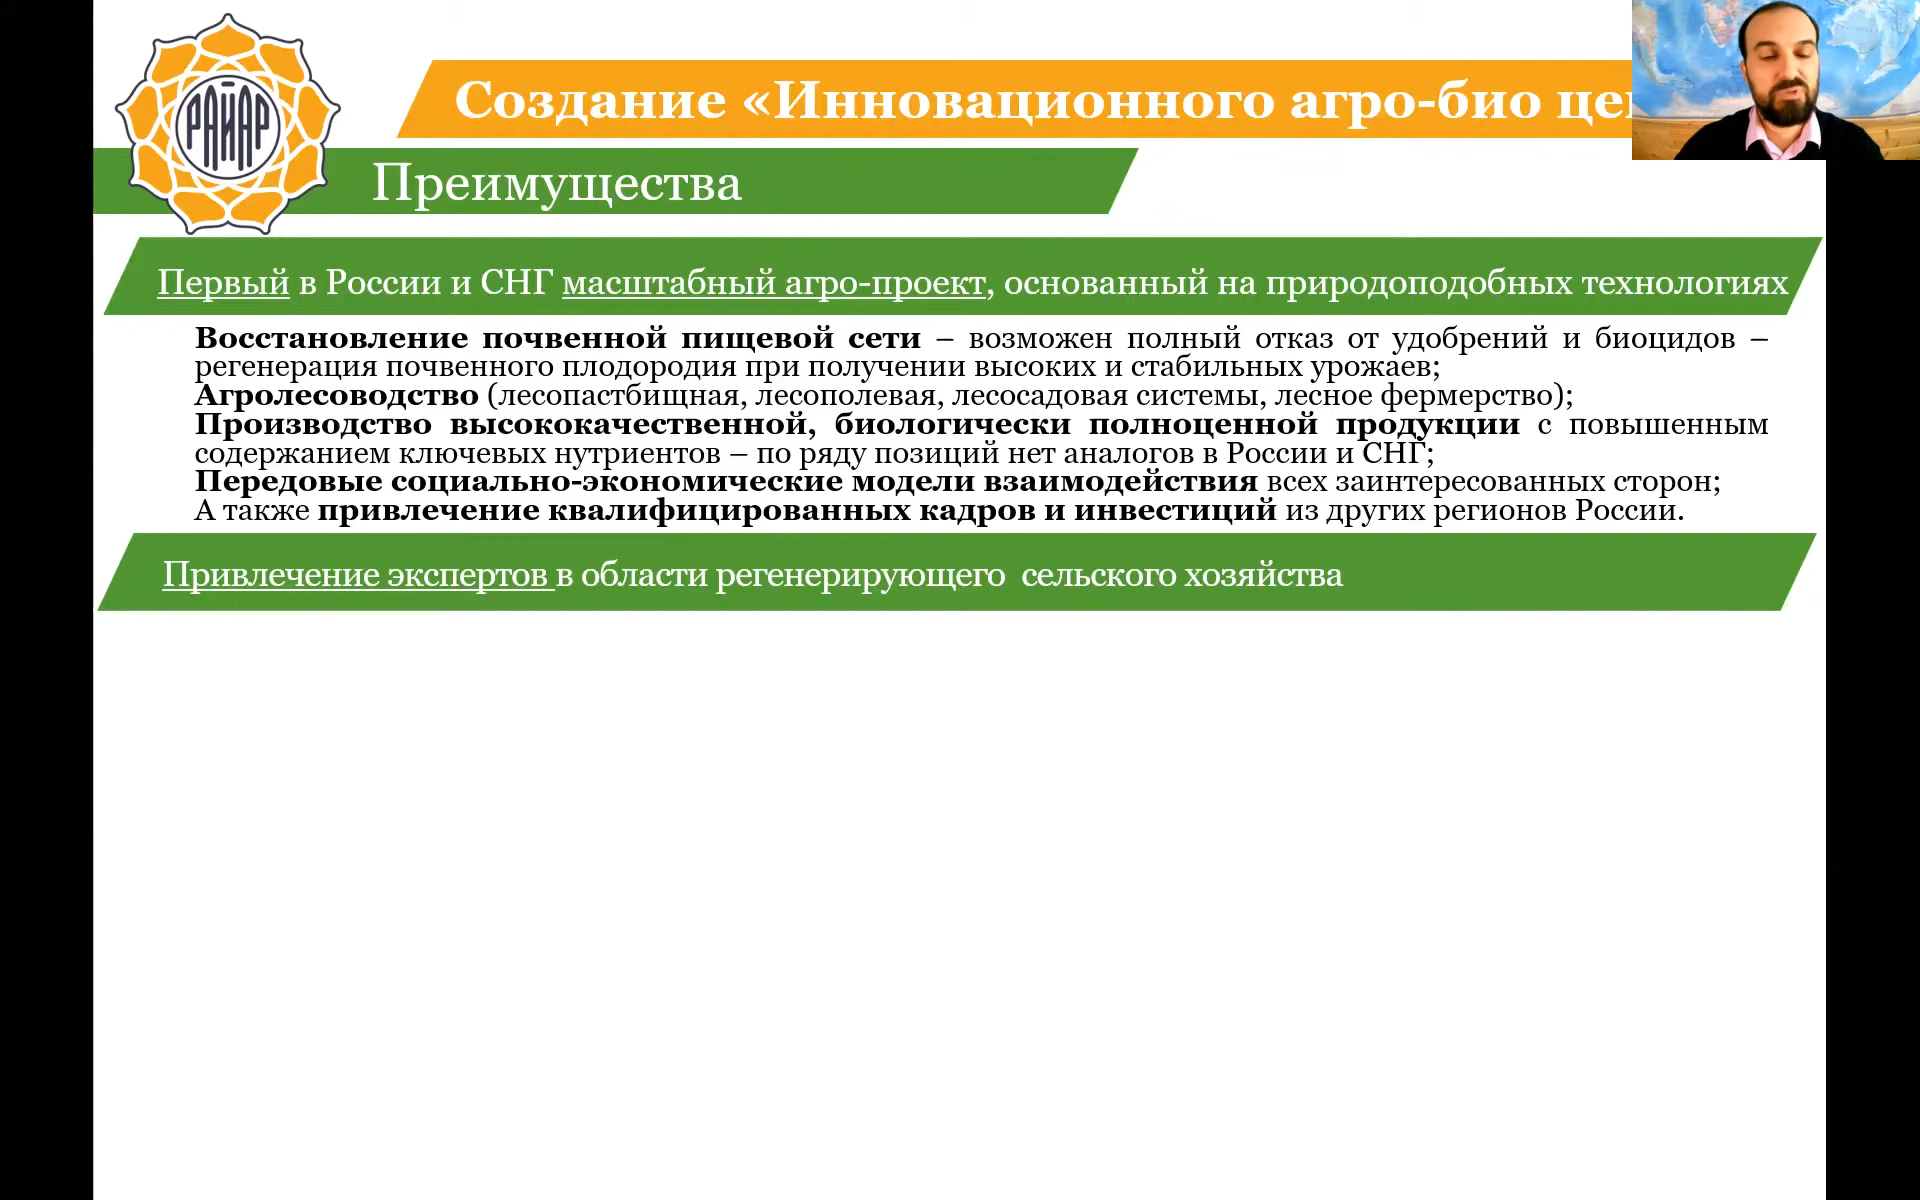 РАЙАР
Создание «Инновационного агро-био
Преимущества
Первый в России и СНГ масштабный агро-проект, основанный на природоподобных технологиях
Восстановление почвенной пищевой сети – возможен полный отказ от удобрений и биоцидов –
регенерация почвенного плодородия при получении высоких и стабильных урожаев;
Агролесоводство (лесопастбищная, лесополевая, лесосадовая системы, лесное фермерство);
Производство высококачественной, биологически полноценной продукции с повышенным
содержанием ключевых нутриентов – по ряду позиций нет аналогов в России и СНГ;
Передовые социально-экономические модели взаимодействия всех заинтересованных сторон;
А также привлечение квалифицированных кадров и инвестиций из других регионов России.
Привлечение экспертов в области регенерирующего сельского хозяйства